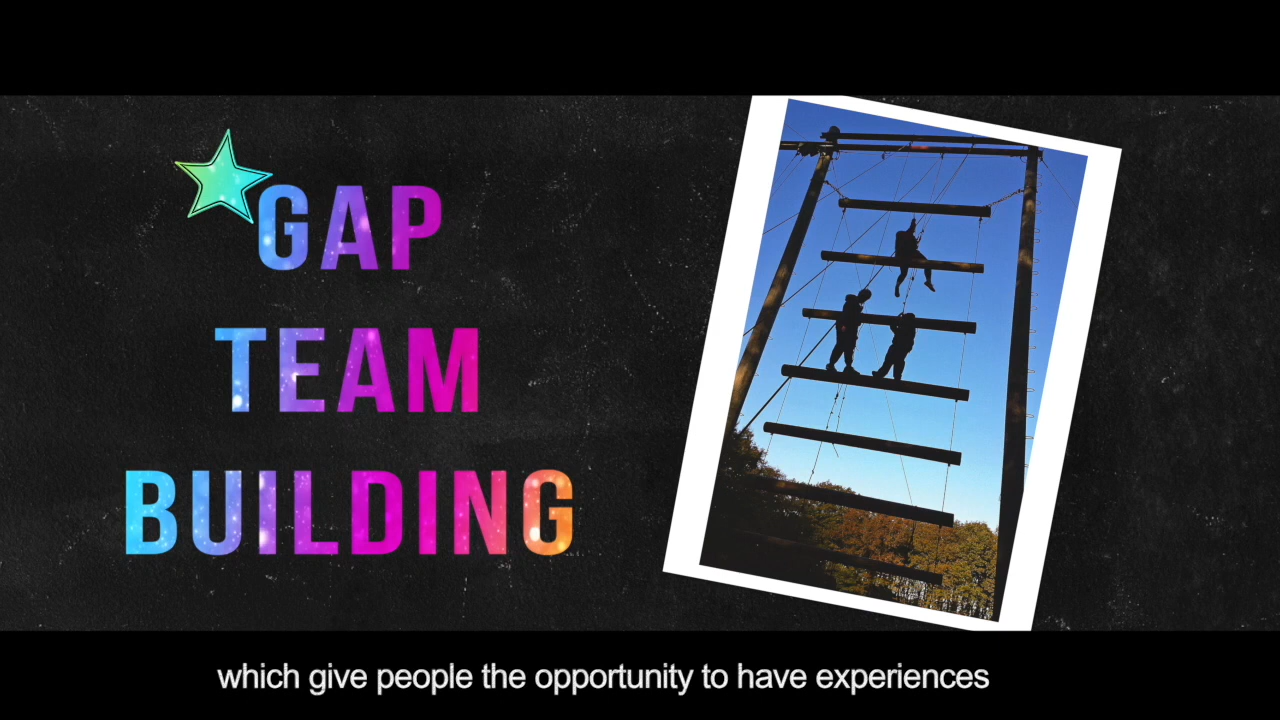 GAP
TEAM
BUILDING
which give people the opportunity to have experiences